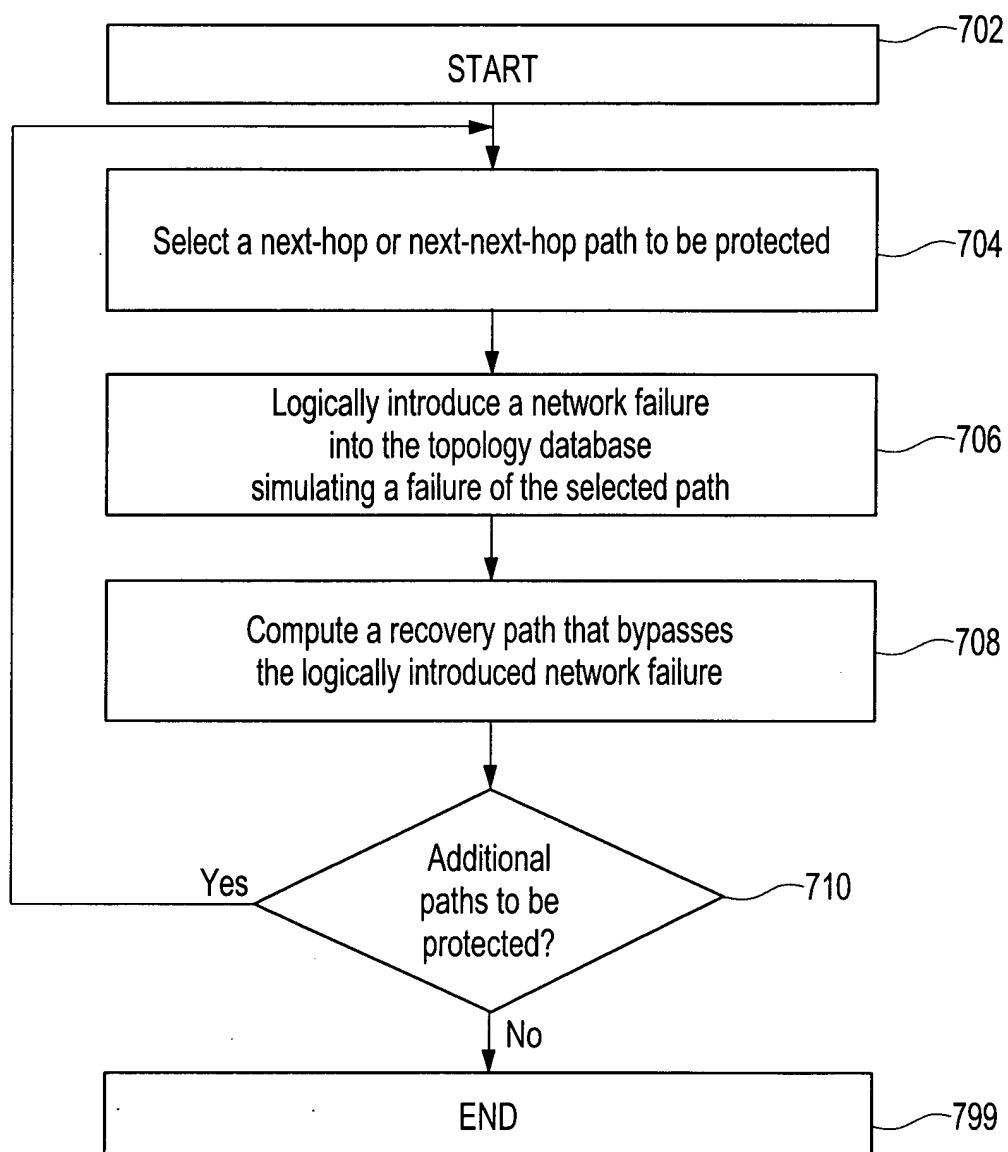 START
702
Select a next-hop or next-next-hop path to be protected
704
Logically introduce a network failure
into the topology database
simulating a failure of the selected path
706
Compute a recovery path that bypasses
the logically introduced network failure
708
Additional
paths to be
protected?
710
Yes
No
END
799